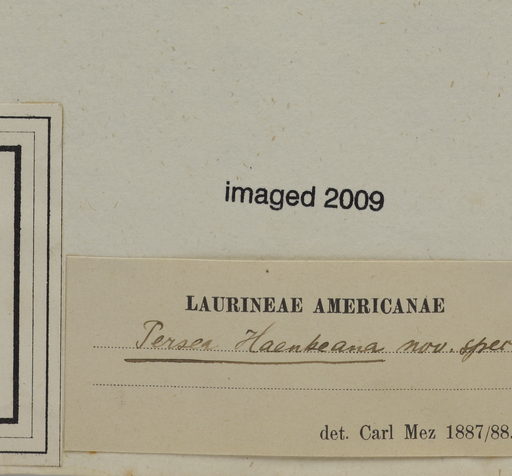 imaged 2009
LAURINEAE AMERICANAE
Persea Haenkeana nov. spec
det. Carl Mez 1887/88.